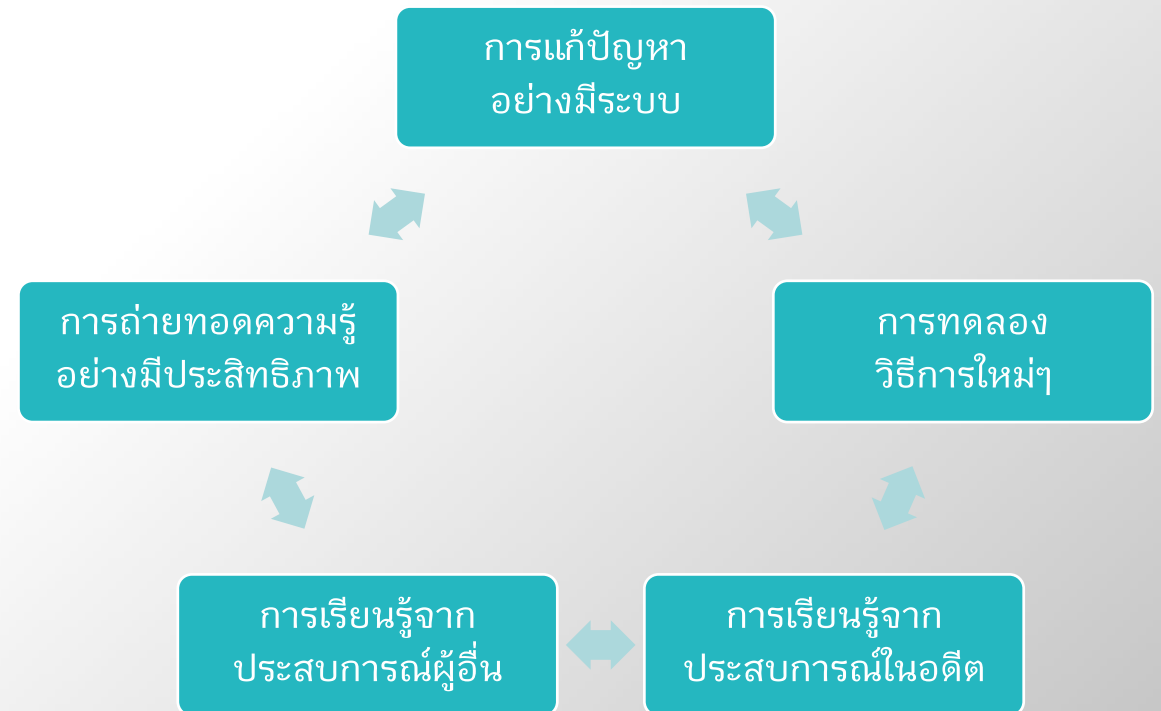 การแก้ปัญหา
อย่างมีระบบ
การถ่ายทอดความรู้
อย่างมีประสิทธิภาพ
การทดลอง
วิธีการใหม่ๆ
การเรียนรู้จาก
ประสบการณ์ผู้อื่น
การเรียนรู้จาก
ประสบการณ์ในอดีต